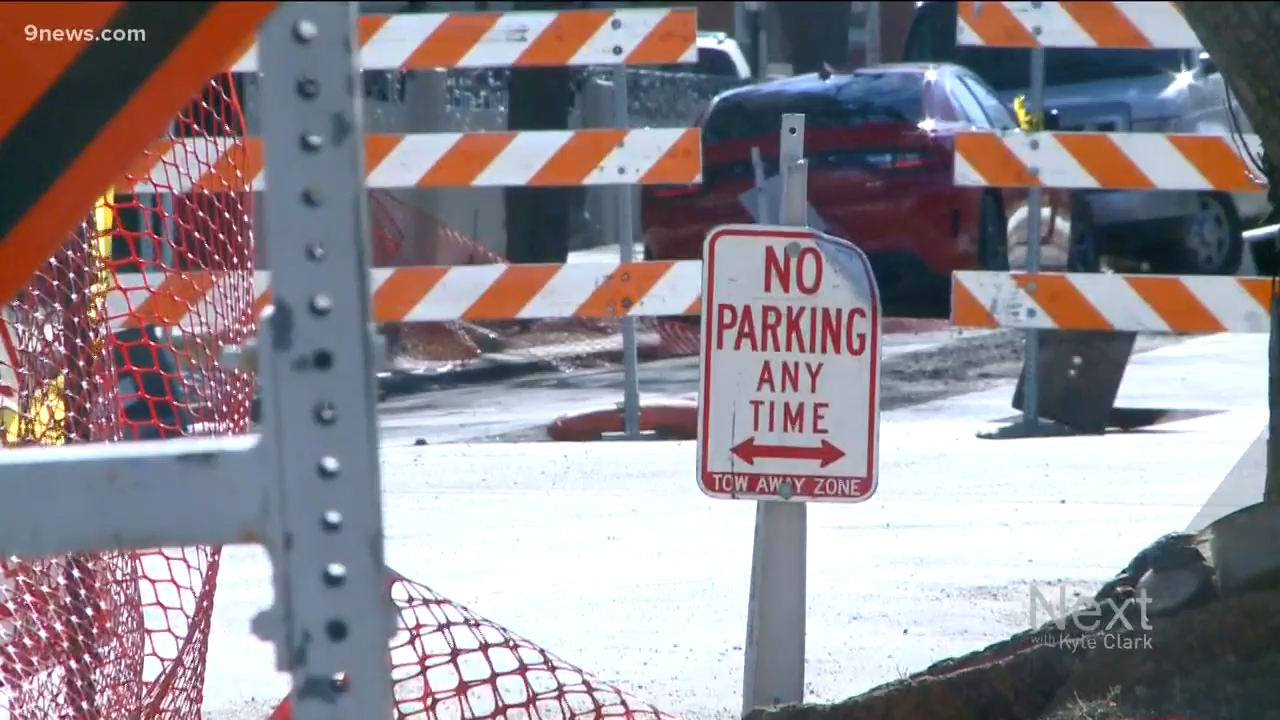 9news.com
NO
PARKING
ANY
TIME
TOW AWAY ZONE
Next
with Kyle Clark